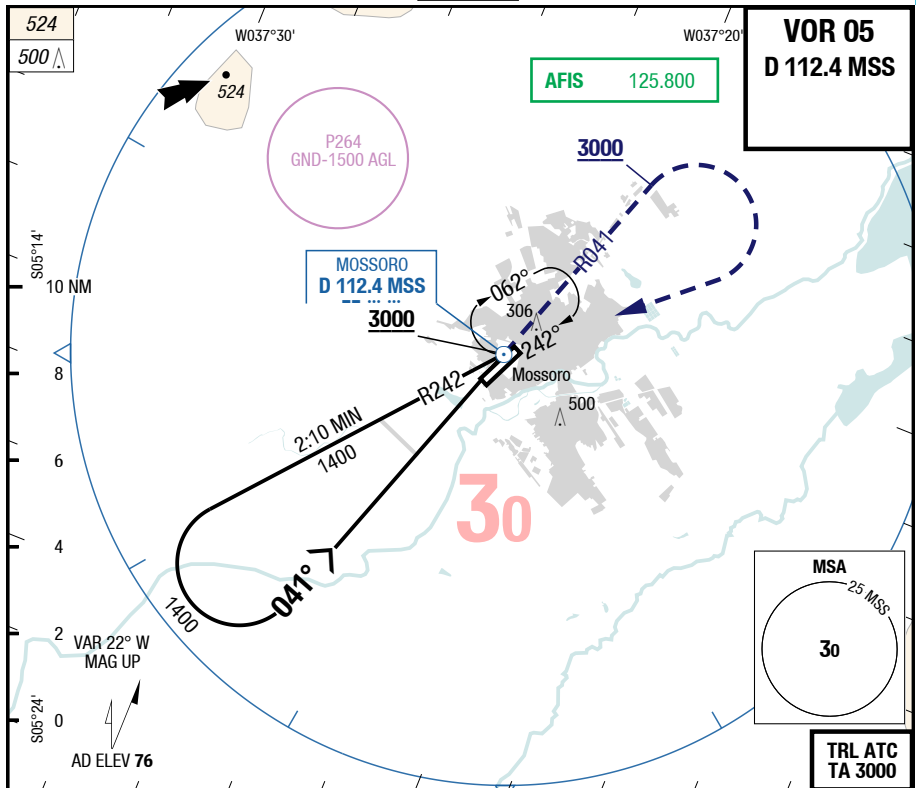 524
500
W037°30'
W037°20'
VOR 05
D 112.4 MSS
AFIS 125.800
524
P264
GND-1500 AGL
3000
S05°14'
10 NM
MOSSORO
D 112.4 MSS
R041
062°
306
3000
242°
Mossoro
8
R242
500
2:10 MIN
1400
6
30
4
041°
1400
MSA
25 MSS
30
2
VAR 22° W
MAG UP
S05°24'
0
AD ELEV 76
TRL ATC
TA 3000